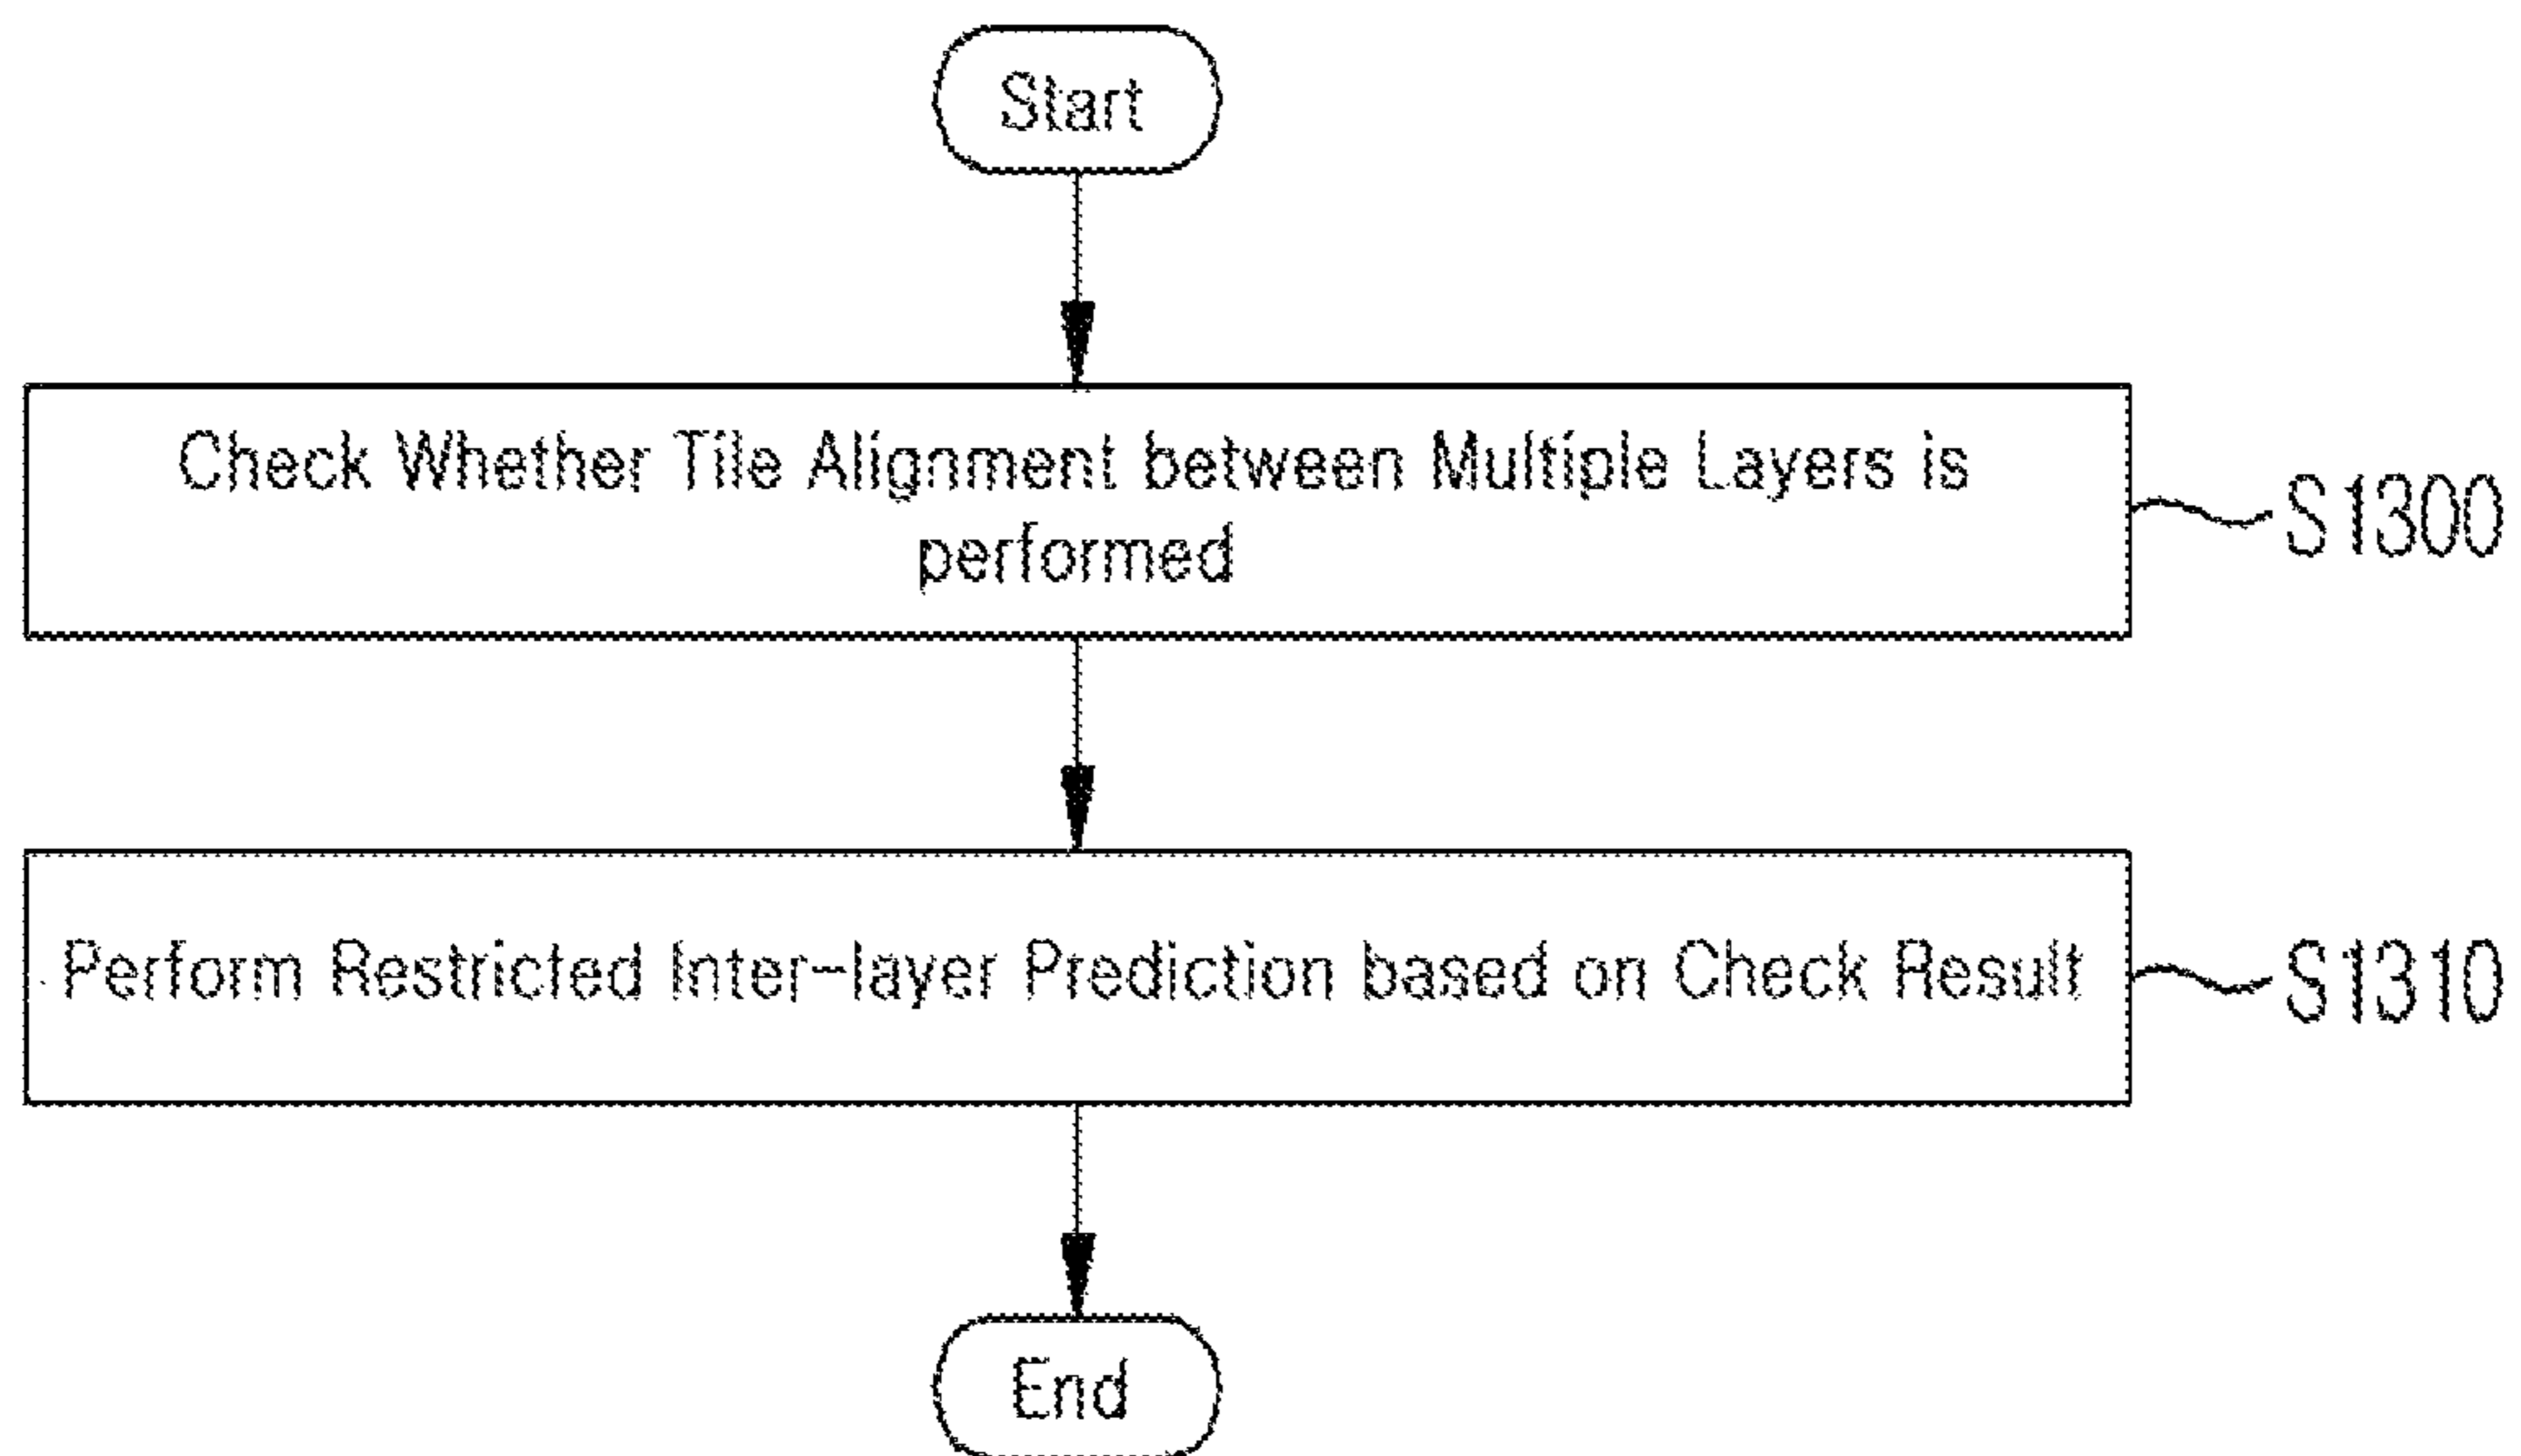 Start
Check Whether Tile Alignment between Multiple Layers is
performed
S1300
Perform Restricted Inter-layer Prediction based on Check Result
S1310
End